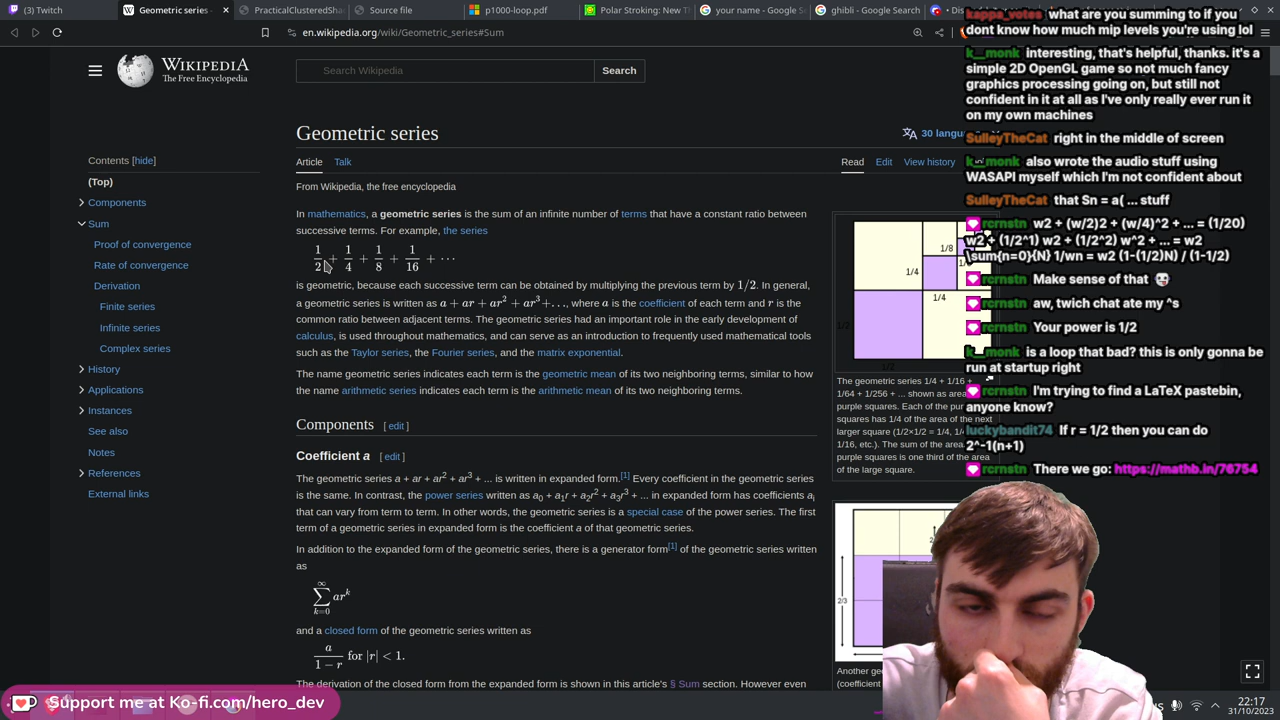 (3) Twitch
Geometric series
PracticalClusteredSha
Source file
p1000-loop.pdf
Polar Stroking: New Th
your name - Google S
ghibli - Google Search
en.wikipedia.org/wiki/Geometric_series#Sum
WIKIPEDIA
The Free Encyclopedia
Search Wikipedia
Search
Contents [hide]
(Top)
Components
Sum
Proof of convergence
Rate of convergence
Derivation
Finite series
Infinite series
Complex series
History
Applications
Instances
See also
Notes
References
External links
Geometric series
30 langu
Article
Talk
Read
Edit
View history
From Wikipedia, the free encyclopedia
In mathematics, a geometric series is the sum of an infinite number of terms that have a constant ratio between
successive terms. For example, the series
1/2 + 1/4 + 1/8 + 1/16 + ⋯
is geometric, because each successive term can be obtained by multiplying the previous term by 1/2. In general,
a geometric series is written as a + ar + ar² + ar³ + ..., where a is the coefficient of each term and r is the
common ratio between adjacent terms. The geometric series had an important role in the early development of
calculus, is used throughout mathematics, and can serve as an introduction to frequently used mathematical tools
such as the Taylor series, the Fourier series, and the matrix exponential.
The name geometric series indicates each term is the geometric mean of its two neighboring terms, similar to how
the name arithmetic series indicates each term is the arithmetic mean of its two neighboring terms.
Components [ edit ]
Coefficient a [ edit ]
The geometric series a + ar + ar² + ar³ + ... is written in expanded form.[1] Every coefficient in the geometric series
is the same. In contrast, the power series written as a₀ + a₁r + a₂r² + a₃r³ + ... in expanded form has coefficients aᵢ
that can vary from term to term. In other words, the geometric series is a special case of the power series. The first
term of a geometric series in expanded form is the coefficient a of that geometric series.
In addition to the expanded form of the geometric series, there is a generator form[1] of the geometric series written
as
∞
∑ arᵏ
k=0
and a closed form of the geometric series written as
a/(1 − r) for |r| < 1.
The derivation of the closed form from the expanded form is shown in this article's § Sum section. However even
1/8
1/4
1/4
1/2
1/2
The geometric series 1/4 + 1/16 +
1/64 + 1/256 + ... shown as area
purple squares. Each of the pur
squares has 1/4 of the area of the next
larger square (1/2×1/2 = 1/4, 1/4
1/16, etc.). The sum of the area
purple squares is one third of the area
of the large square.
2/3
Another ge
(coefficient
kappa_votes what are you summing to if you
dont know how much mip levels you're using lol
k__monk interesting, that's helpful, thanks. it's a
simple 2D OpenGL game so not much fancy
graphics processing going on, but still not
confident in it at all as I've only really ever run it
on my own machines
SulleyTheCat right in the middle of screen
k__monk also wrote the audio stuff using
WASAPI myself which I'm not confident about
SulleyTheCat that Sn = a( ... stuff
rcrnstn w2 + (w/2)2 + (w/4)^2 + ... = (1/20)
w2 + (1/2^1) w2 + (1/2^2) w^2 + ... = w2
\sum{n=0}{N} 1/wn = w2 (1-(1/2)N) / (1-1/2)
rcrnstn Make sense of that
rcrnstn aw, twich chat ate my ^s
rcrnstn Your power is 1/2
k__monk is a loop that bad? this is only gonna be
run at startup right
rcrnstn I'm trying to find a LaTeX pastebin,
anyone know?
luckybandit74 If r = 1/2 then you can do
2^-1(n+1)
rcrnstn There we go: https://mathb.in/76754
Support me at Ko-fi.com/hero_dev
22:17
31/10/2023